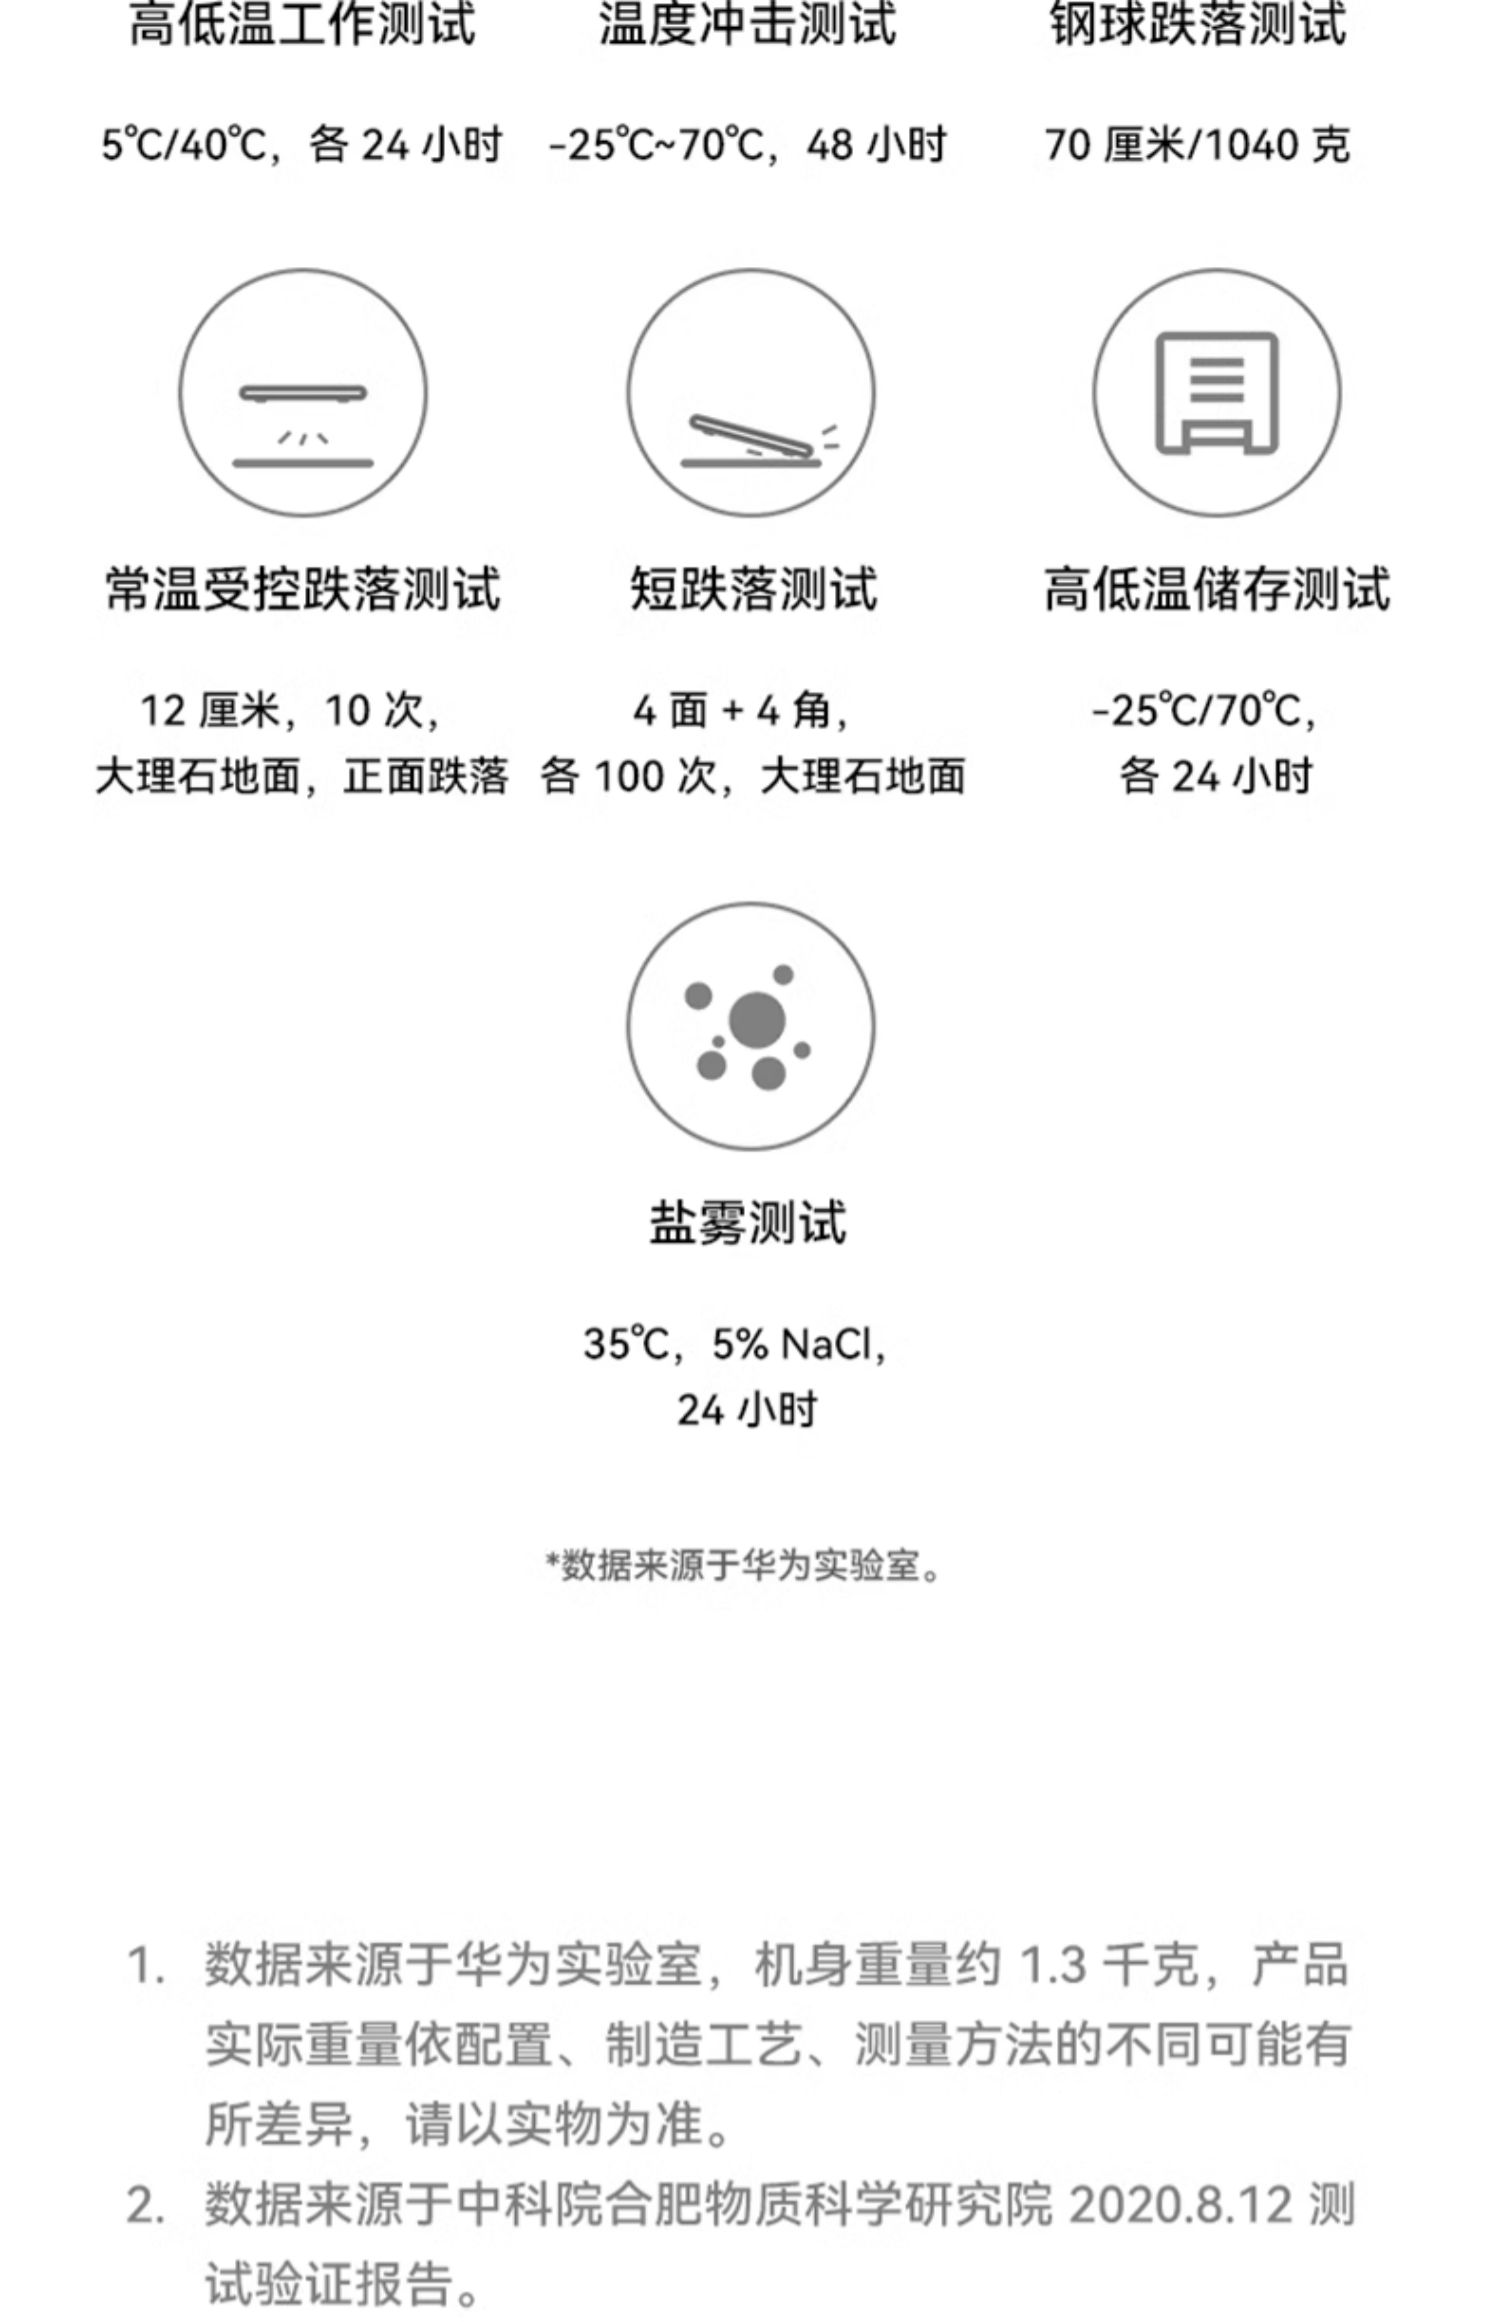 高低温工作测试 温度冲击测试 钢球跌落测试
5℃/40℃，各 24 小时 -25℃~70℃，48 小时 70 厘米/1040 克
常温受控跌落测试 短跌落测试 高低温储存测试
12 厘米，10 次， 4 面 + 4 角， -25℃/70℃，
大理石地面，正面跌落 各 100 次，大理石地面 各 24 小时
盐雾测试
35℃，5% NaCl，
24 小时
*数据来源于华为实验室。
1. 数据来源于华为实验室，机身重量约 1.3 千克，产品
实际重量依配置、制造工艺、测量方法的不同可能有
所差异，请以实物为准。
2. 数据来源于中科院合肥物质科学研究院 2020.8.12 测
试验证报告。